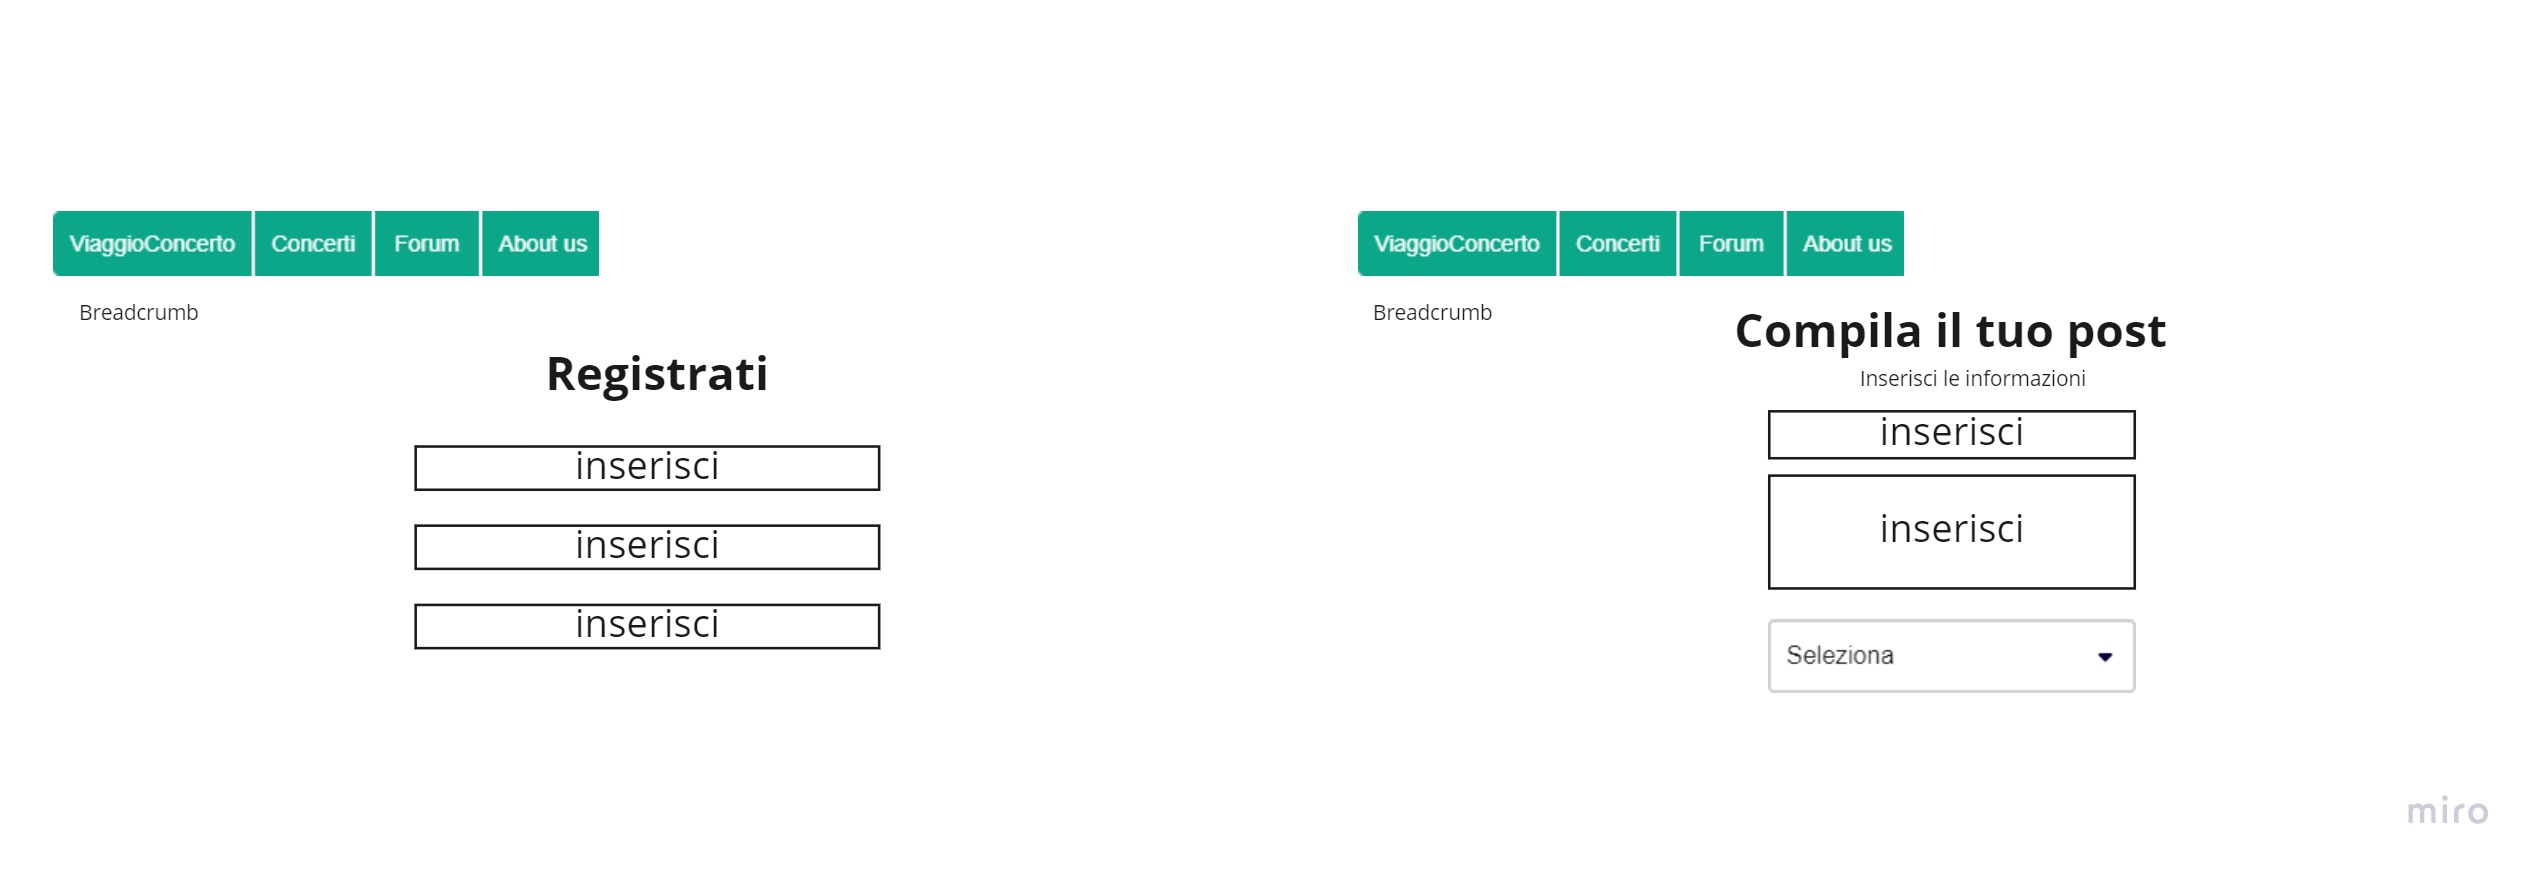 ViaggioConcerto Concerti Forum About us
Breadcrumb
Registrati
inserisci
inserisci
inserisci
ViaggioConcerto Concerti Forum About us
Breadcrumb
Compila il tuo post
Inserisci le informazioni
inserisci
inserisci
Seleziona
miro